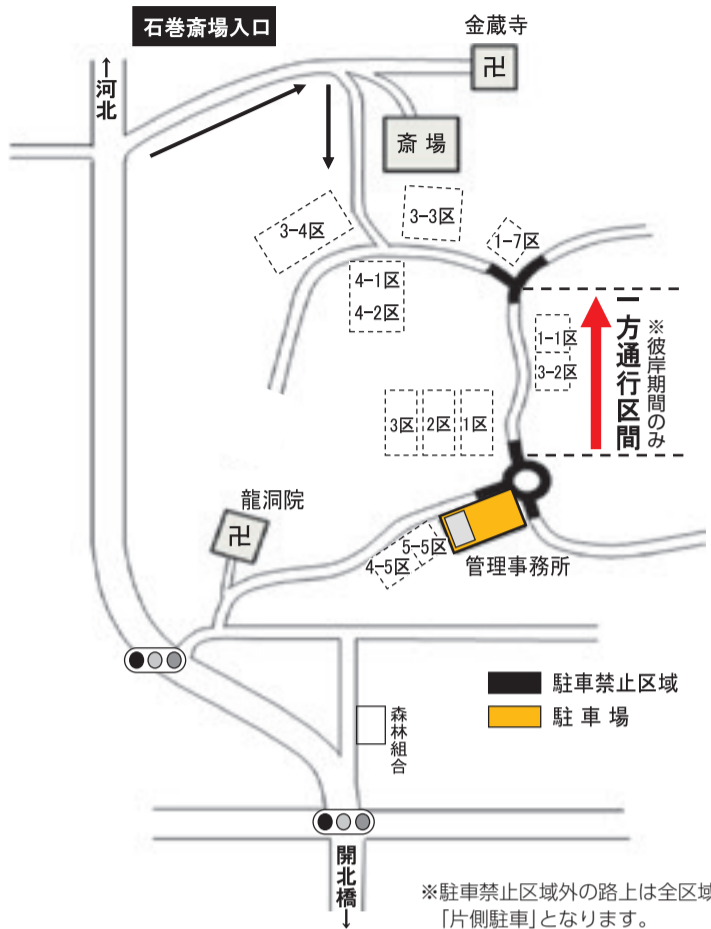 石巻斎場入口
金蔵寺
卍
↑河北
斎場
3-4区
3-3区
1-7区
4-1区
4-2区
1-1区
3-2区
一方通行区間
※彼岸期間のみ
3区
2区
1区
龍洞院
卍
5-5区
4-5区
管理事務所
駐車禁止区域
駐車場
森林組合
開北橋↓
※駐車禁止区域外の路上は全区域
「片側駐車」となります。